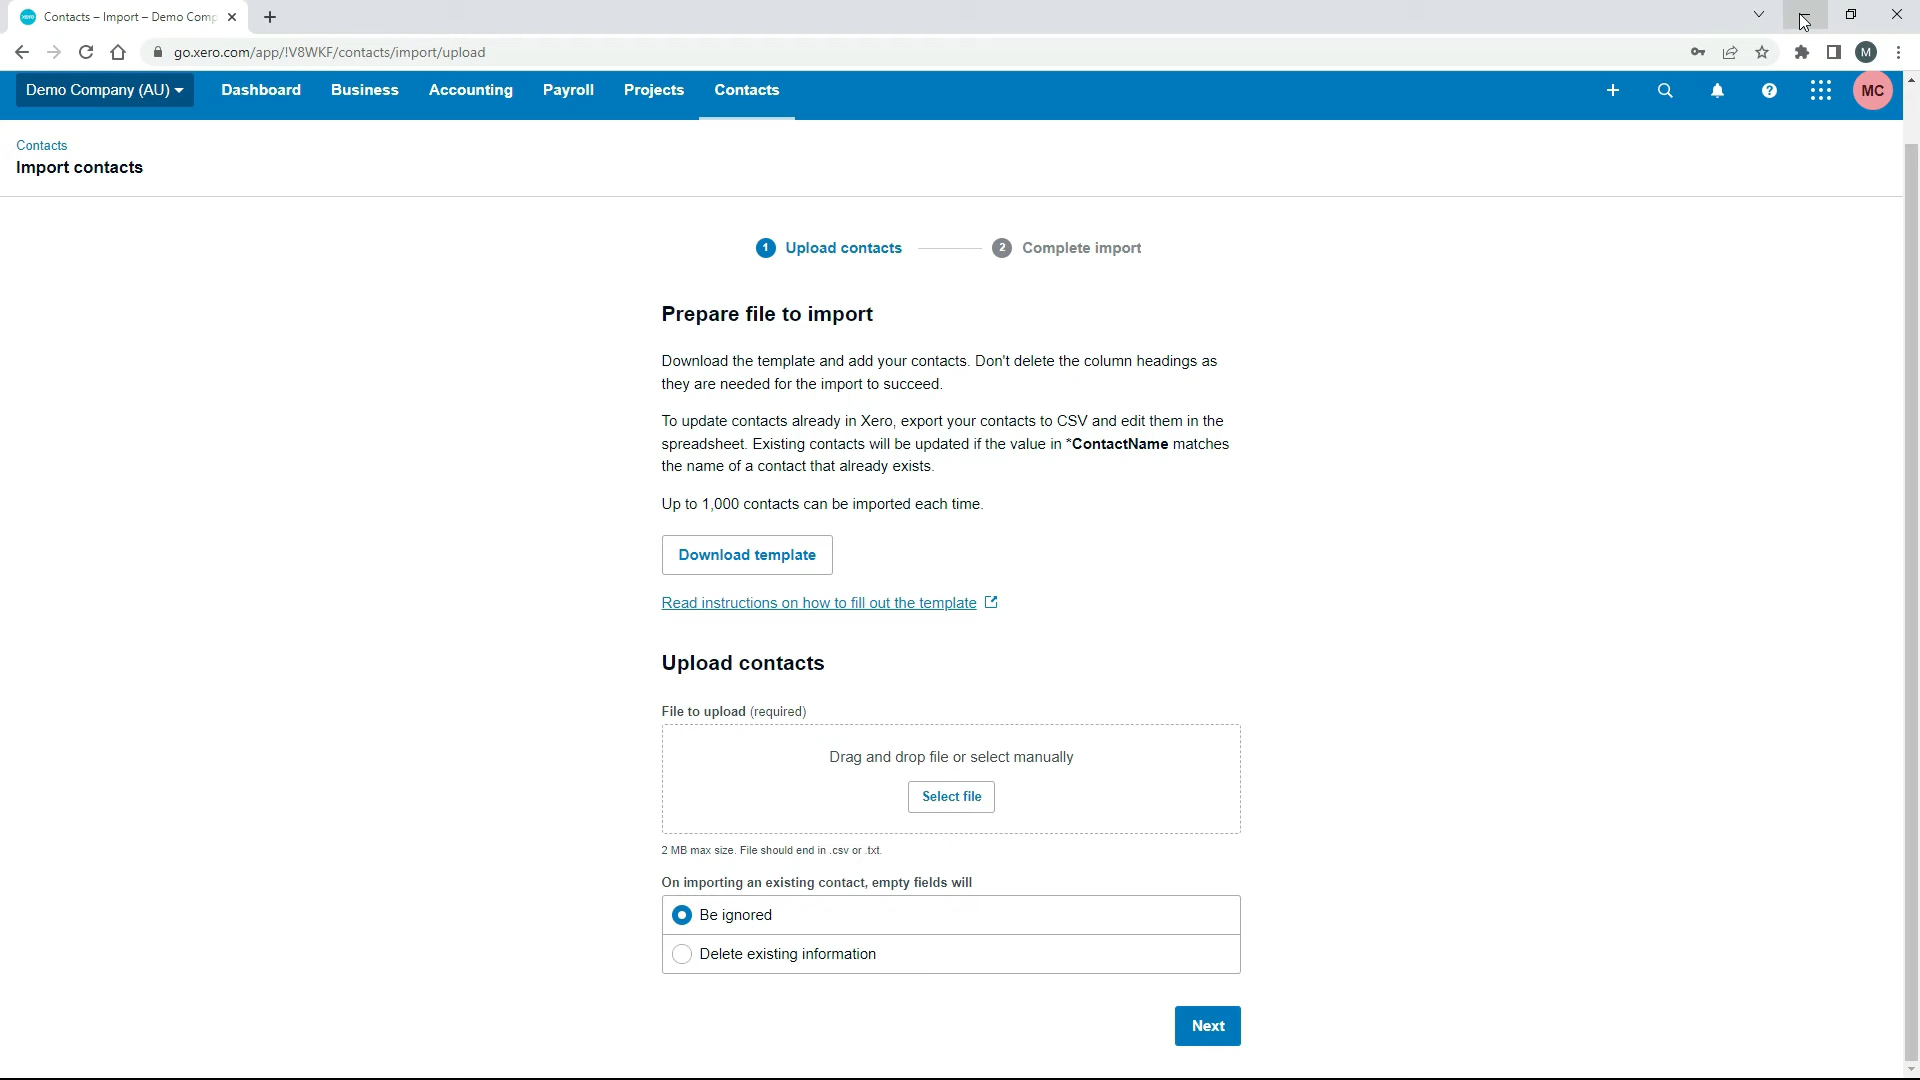 Contacts – Import – Demo Comp
go.xero.com/app/!V8WKF/contacts/import/upload
M
Demo Company (AU)
Dashboard
Business
Accounting
Payroll
Projects
Contacts
MC
Contacts
Import contacts
1 Upload contacts
2 Complete import
Prepare file to import
Download the template and add your contacts. Don't delete the column headings as
they are needed for the import to succeed.
To update contacts already in Xero, export your contacts to CSV and edit them in the
spreadsheet. Existing contacts will be updated if the value in *ContactName matches
the name of a contact that already exists.
Up to 1,000 contacts can be imported each time.
Download template
Read instructions on how to fill out the template
Upload contacts
File to upload (required)
Drag and drop file or select manually
Select file
2 MB max size. File should end in .csv or .txt.
On importing an existing contact, empty fields will
Be ignored
Delete existing information
Next